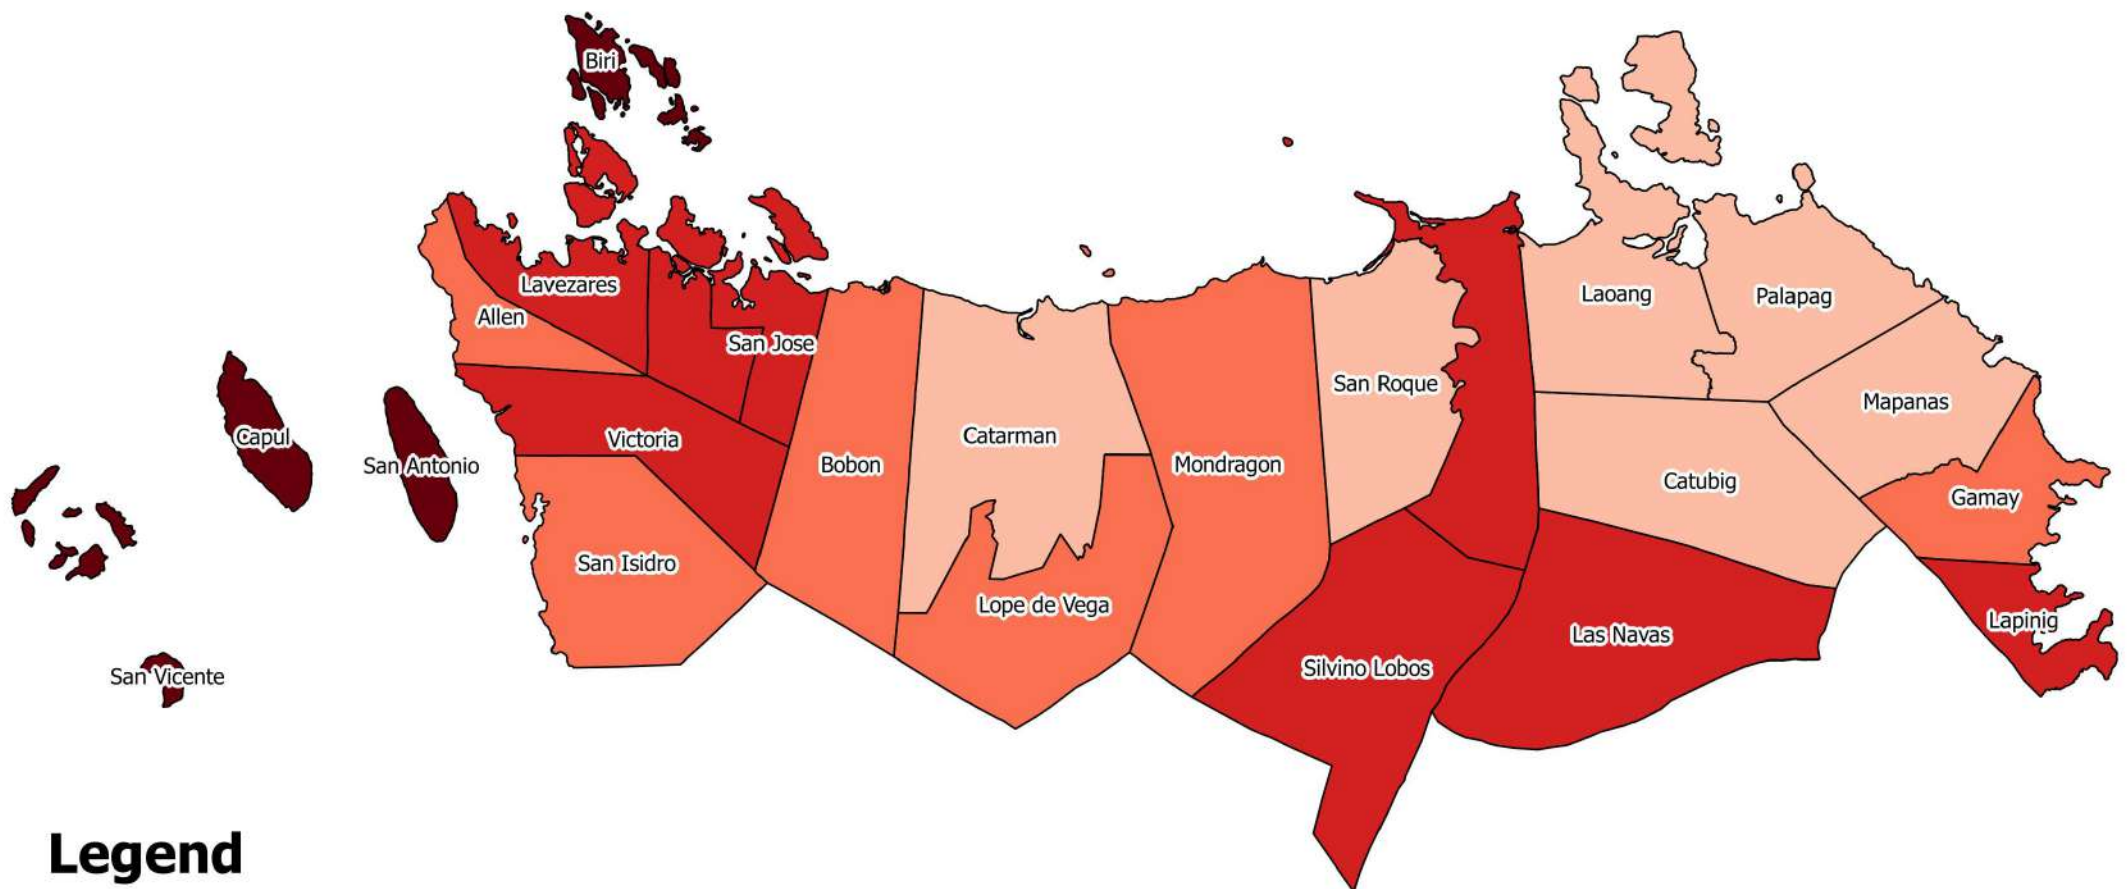 Biri
Lavezares
Allen
San Jose
Laoang
Palapag
San Roque
Mapanas
Capul
San Antonio
Victoria
Bobon
Catarman
Mondragon
Catubig
Gamay
San Isidro
Lope de Vega
Las Navas
Lapinig
Silvino Lobos
San Vicente
Legend